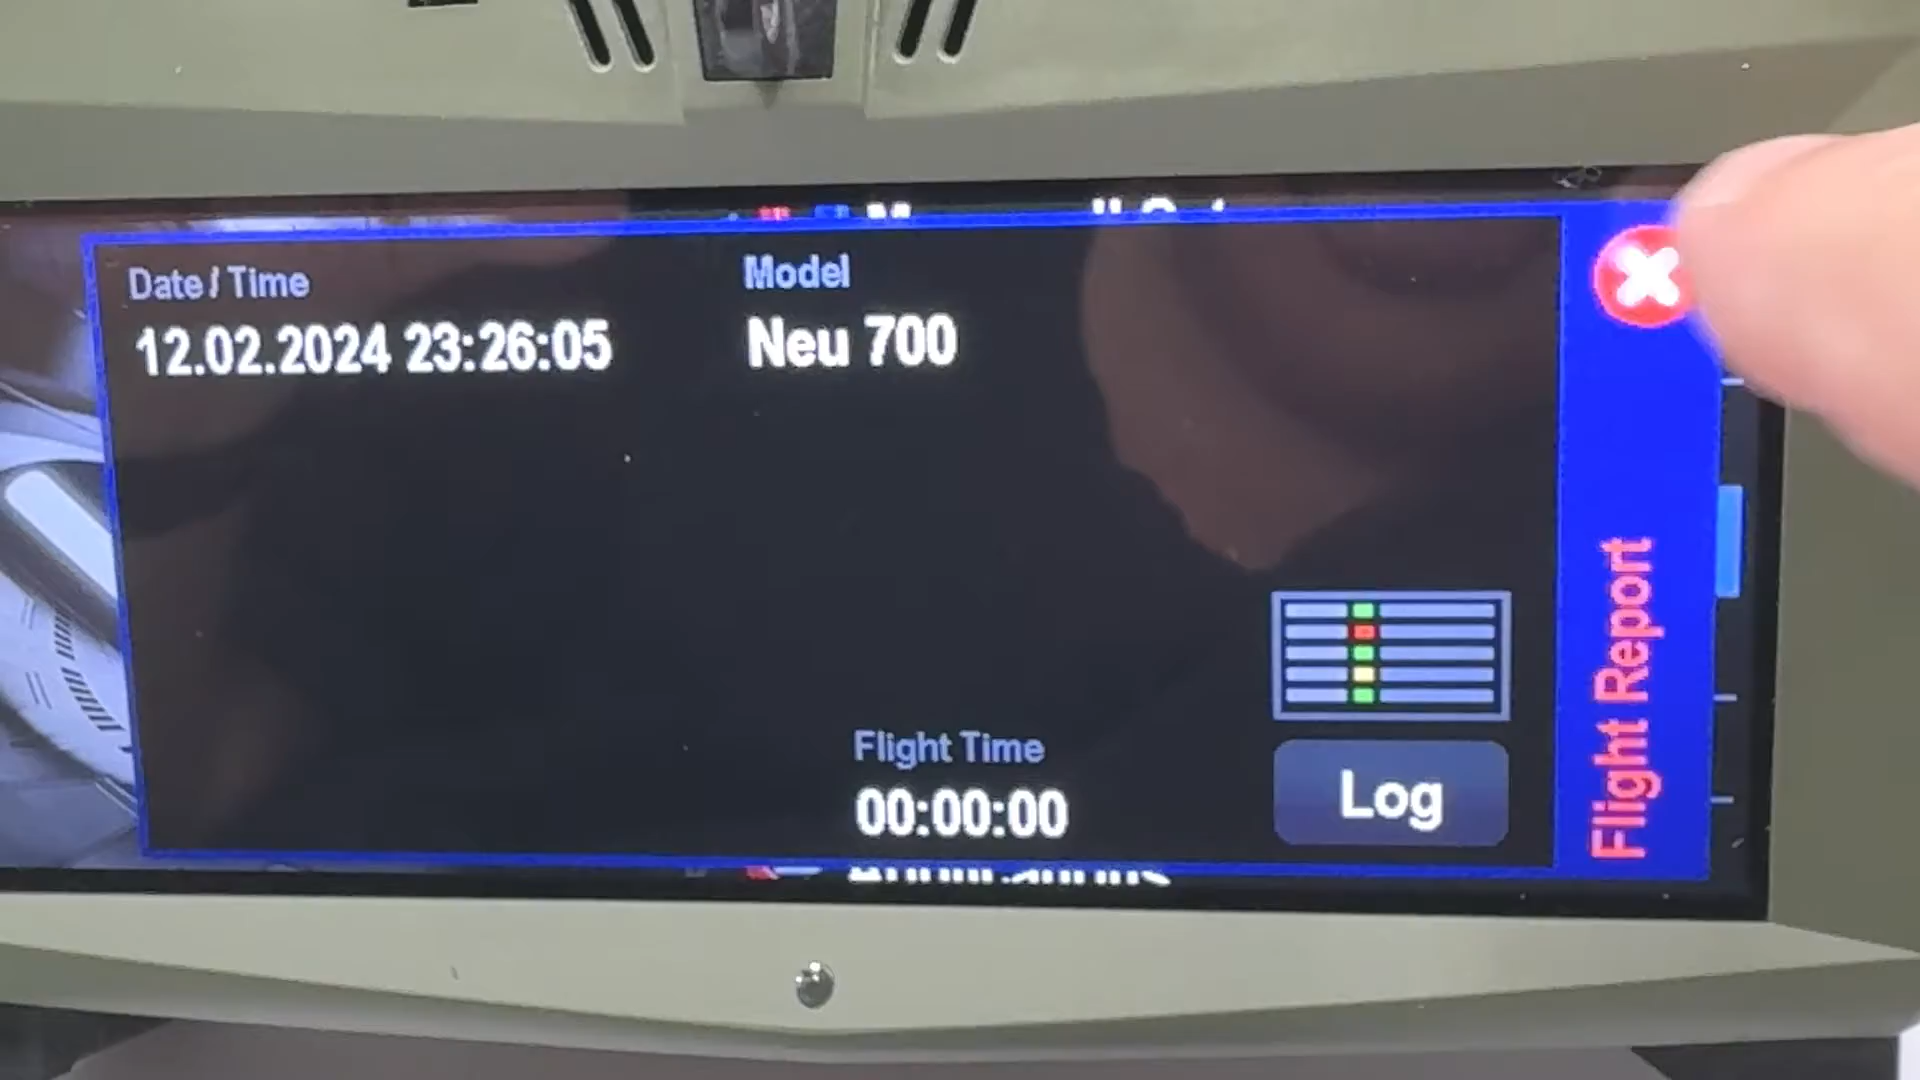 Date / Time
12.02.2024 23:26:05
Model
Neu 700
Flight Time
00:00:00
Log
Flight Report